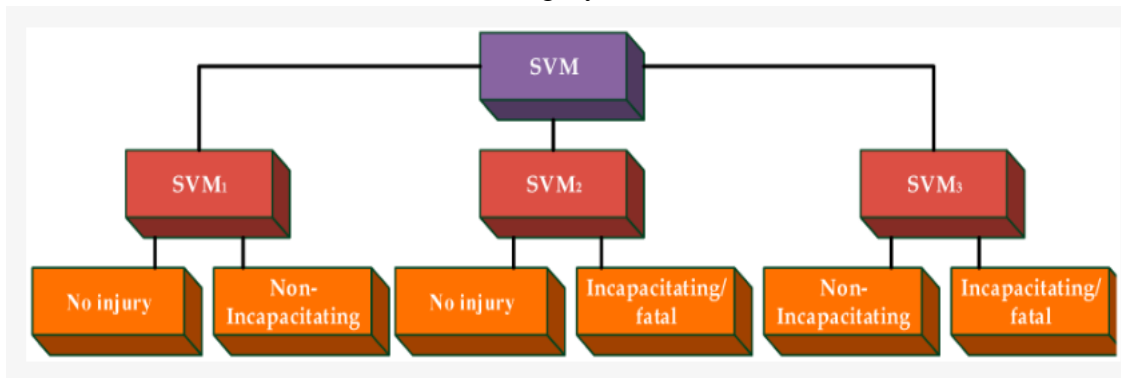 SVM
SVM₁
SVM₂
SVM₃
No injury
Non-
Incapacitating
No injury
Incapacitating/
fatal
Non-
Incapacitating
Incapacitating/
fatal